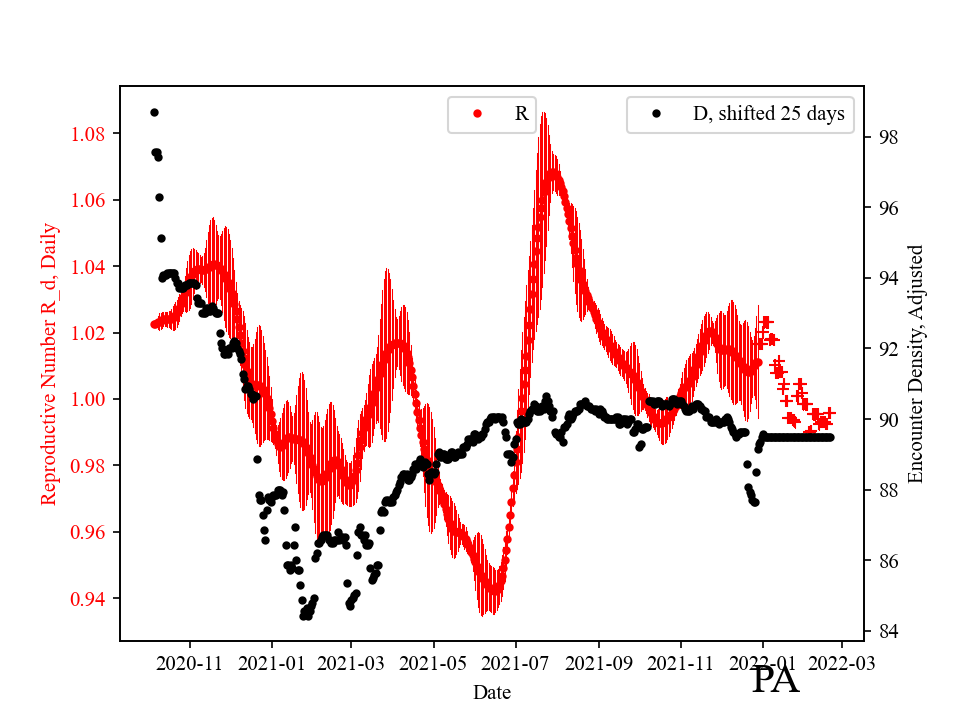 R
D, shifted 25 days
1.08
1.06
1.04
1.02
1.00
0.98
0.96
0.94
Reproductive Number R_d, Daily
98
96
94
92
90
88
86
84
Encounter Density, Adjusted
2020-11 2021-01 2021-03 2021-05 2021-07 2021-09 2021-11 2022-01 2022-03
Date
PA